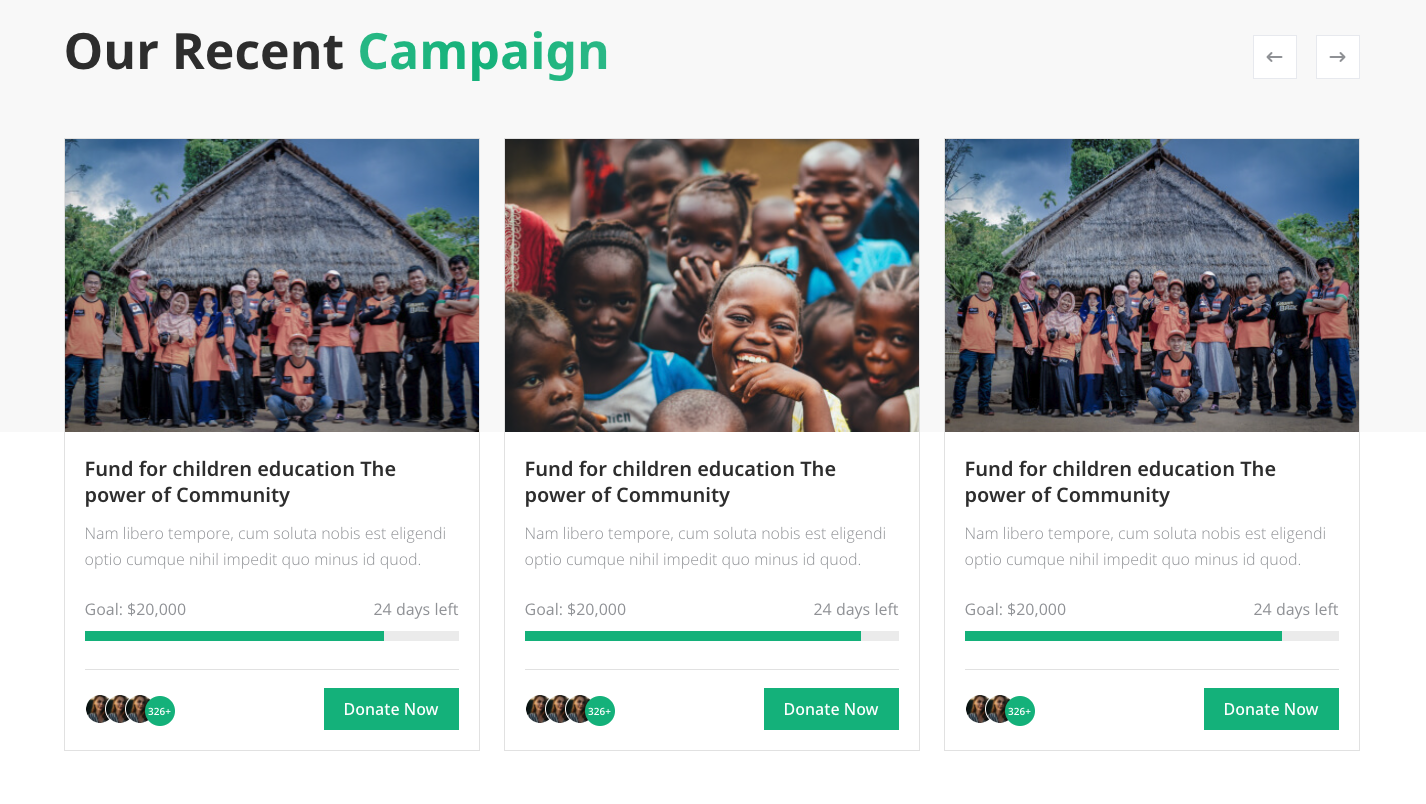 Our Recent Campaign
Fund for children education The
power of Community
Nam libero tempore, cum soluta nobis est eligendi
optio cumque nihil impedit quo minus id quod.
Goal: $20,000 24 days left
326+
Donate Now
Fund for children education The
power of Community
Nam libero tempore, cum soluta nobis est eligendi
optio cumque nihil impedit quo minus id quod.
Goal: $20,000 24 days left
326+
Donate Now
Fund for children education The
power of Community
Nam libero tempore, cum soluta nobis est eligendi
optio cumque nihil impedit quo minus id quod.
Goal: $20,000 24 days left
326+
Donate Now